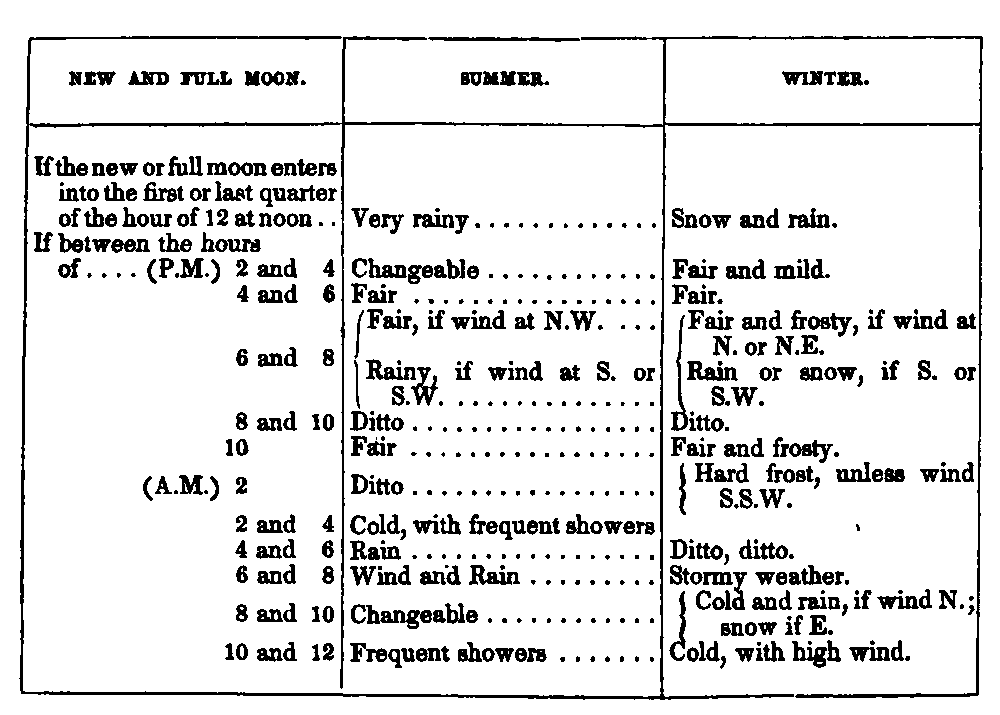 NEW AND FULL MOON. SUMMER. WINTER.
If the new or full moon enters
into the first or last quarter
of the hour of 12 at noon . . Very rainy . . . . . . . . . . . . . Snow and rain.
If between the hours
of . . . . (P.M.) 2 and 4 Changeable . . . . . . . . . . . . Fair and mild.
4 and 6 Fair . . . . . . . . . . . . . . . . . Fair.
Fair, if wind at N.W. . . . . Fair and frosty, if wind at
N. or N.E.
6 and 8
Rainy, if wind at S. or Rain or snow, if S. or
S.W. . . . . . . . . . . . . . . . S.W.
8 and 10 Ditto . . . . . . . . . . . . . . . . . Ditto.
10 Fair . . . . . . . . . . . . . . . . . Fair and frosty.
(A.M.) 2 Ditto . . . . . . . . . . . . . . . . . Hard frost, unless wind
S.S.W.
2 and 4 Cold, with frequent showers
4 and 6 Rain . . . . . . . . . . . . . . . . . Ditto, ditto.
6 and 8 Wind and Rain . . . . . . . . . Stormy weather.
8 and 10 Changeable . . . . . . . . . . . . Cold and rain, if wind N.;
snow if E.
10 and 12 Frequent showers . . . . . . . Cold, with high wind.